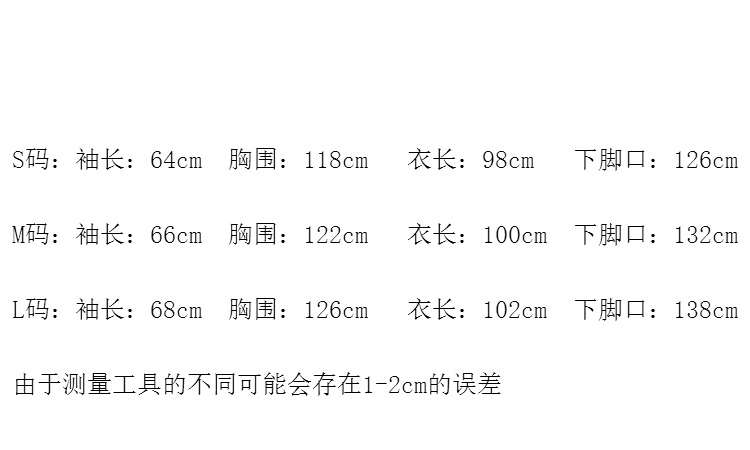 S码：袖长：64cm 胸围：118cm 衣长：98cm 下脚口：126cm
M码：袖长：66cm 胸围：122cm 衣长：100cm 下脚口：132cm
L码：袖长：68cm 胸围：126cm 衣长：102cm 下脚口：138cm
由于测量工具的不同可能会存在1-2cm的误差